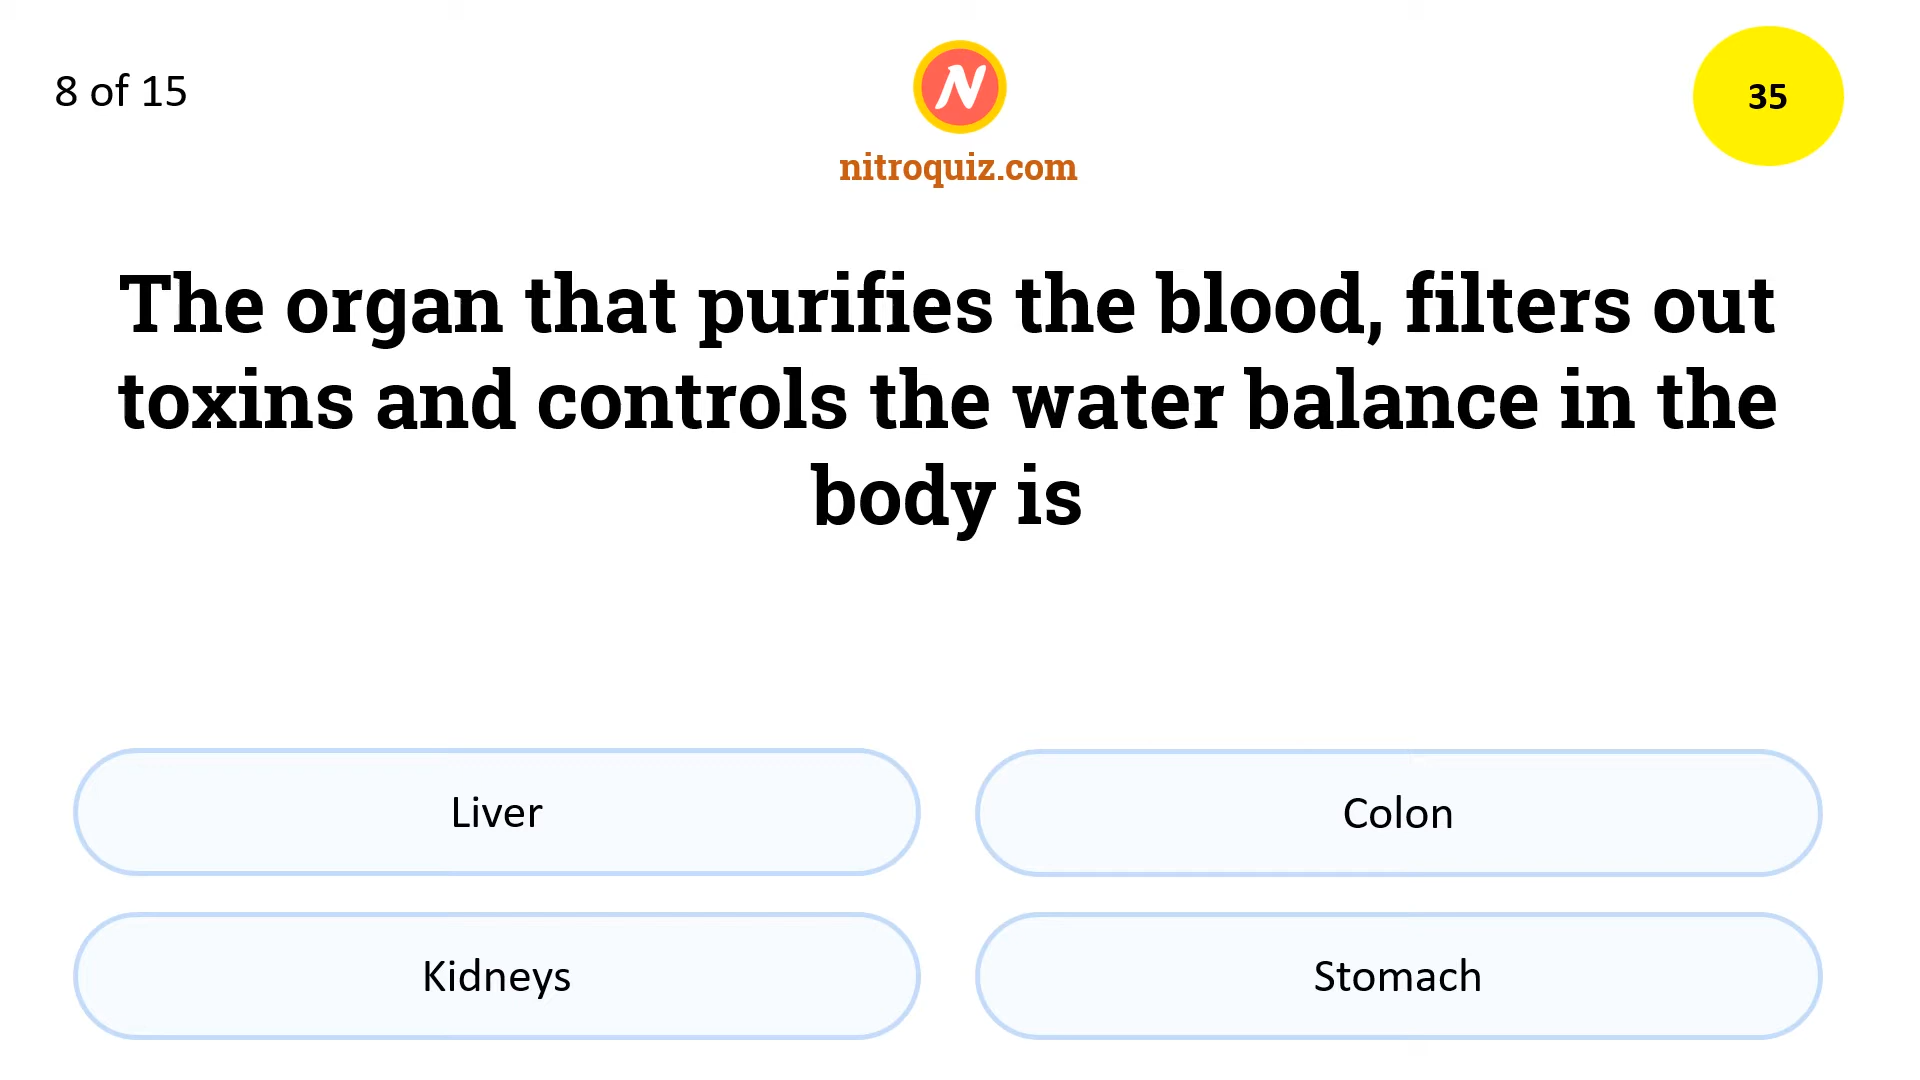 8 of 15
N
35
nitroquiz.com
The organ that purifies the blood, filters out
toxins and controls the water balance in the
body is
Liver
Colon
Kidneys
Stomach